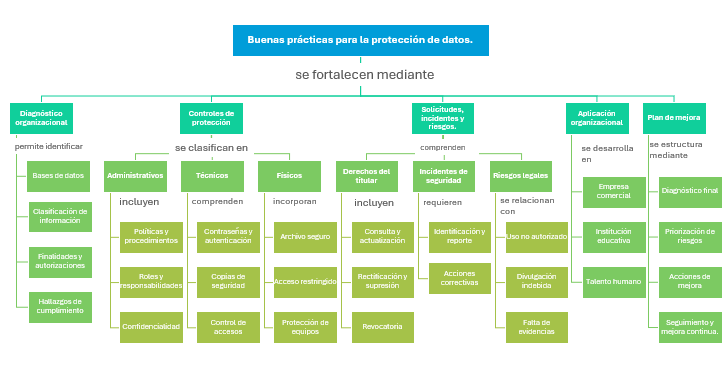 Buenas prácticas para la protección de datos.
se fortalecen mediante
Diagnóstico
organizacional
Controles de
protección
Solicitudes,
incidentes y
riesgos.
Aplicación
organizacional
Plan de mejora
permite identificar
se clasifican en
comprenden
se desarrolla
en
se estructura
mediante
Bases de datos
Clasificación de
información
Finalidades y
autorizaciones
Hallazgos de
cumplimiento
Administrativos
incluyen
Políticas y
procedimientos
Roles y
responsabilidades
Confidencialidad
Técnicos
comprenden
Contraseñas y
autenticación
Copias de
seguridad
Control de
accesos
Físicos
incorporan
Archivo seguro
Acceso restringido
Protección de
equipos
Derechos del
titular
incluyen
Consulta y
actualización
Rectificación y
supresión
Revocatoria
Incidentes de
seguridad
requieren
Identificación y
reporte
Acciones
correctivas
Riesgos legales
se relacionan
con
Uso no autorizado
Divulgación
indebida
Falta de
evidencias
Empresa
comercial
Institución
educativa
Talento humano
Diagnóstico final
Priorización de
riesgos
Acciones de
mejora
Seguimiento y
mejora continua.